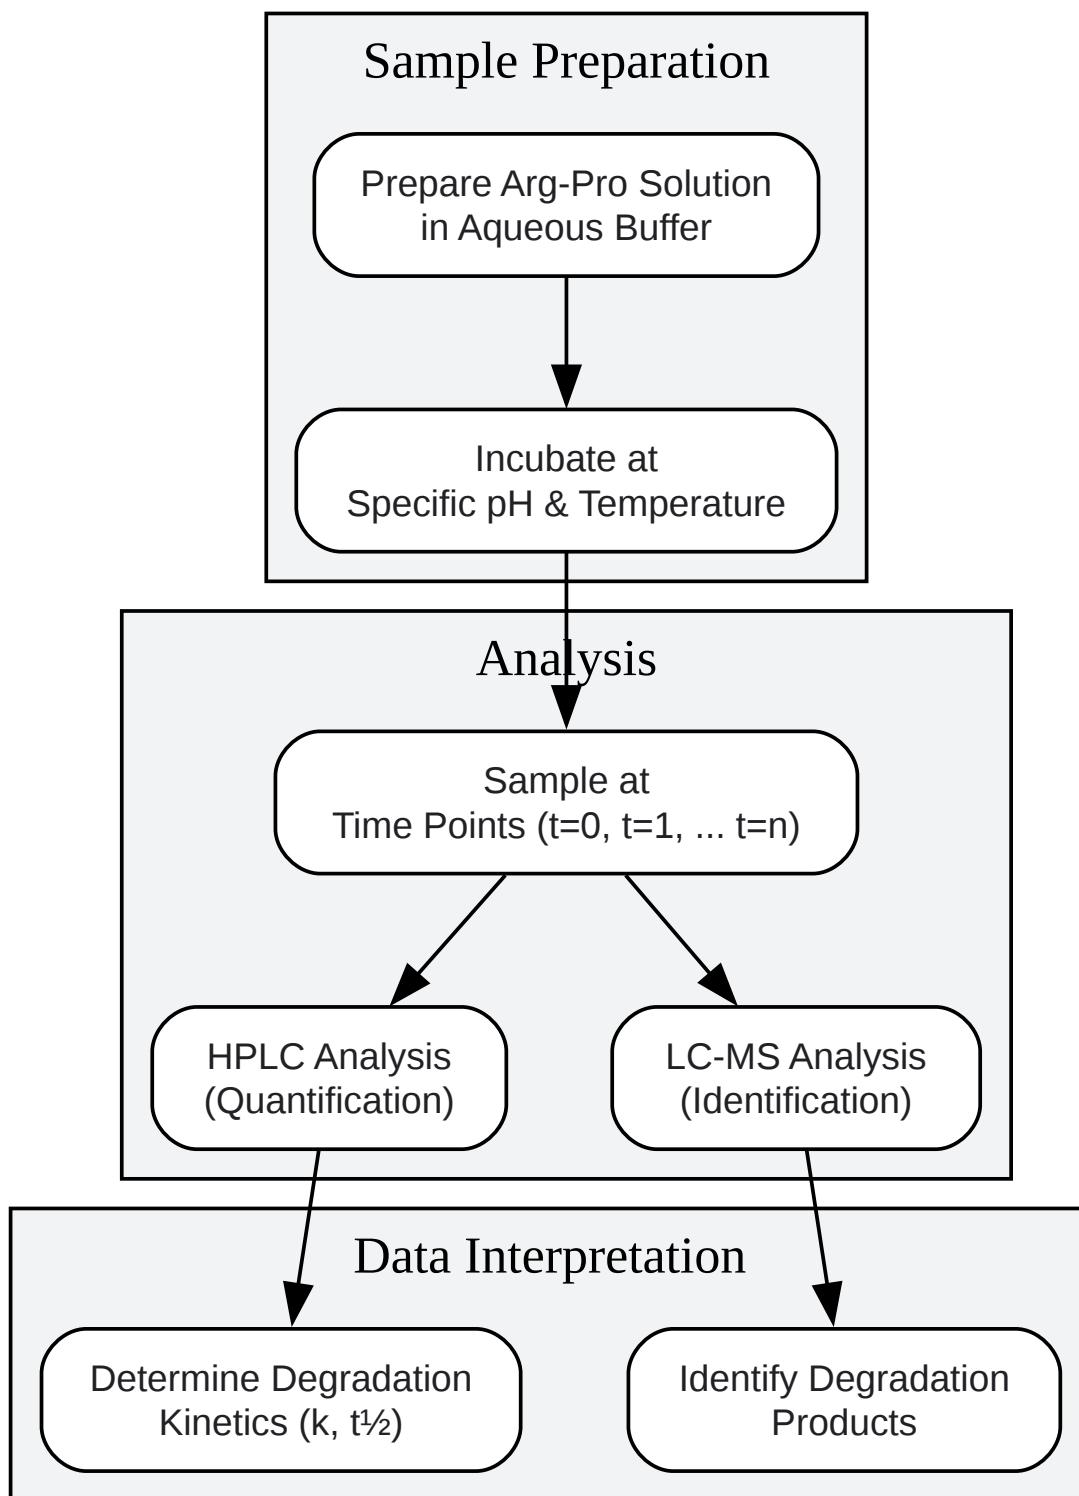 Sample Preparation
Prepare Arg-Pro Solution
in Aqueous Buffer
Incubate at
Specific pH & Temperature
Analysis
Sample at
Time Points (t=0, t=1, ... t=n)
HPLC Analysis
(Quantification)
LC-MS Analysis
(Identification)
Data Interpretation
Determine Degradation
Kinetics (k, t½)
Identify Degradation
Products